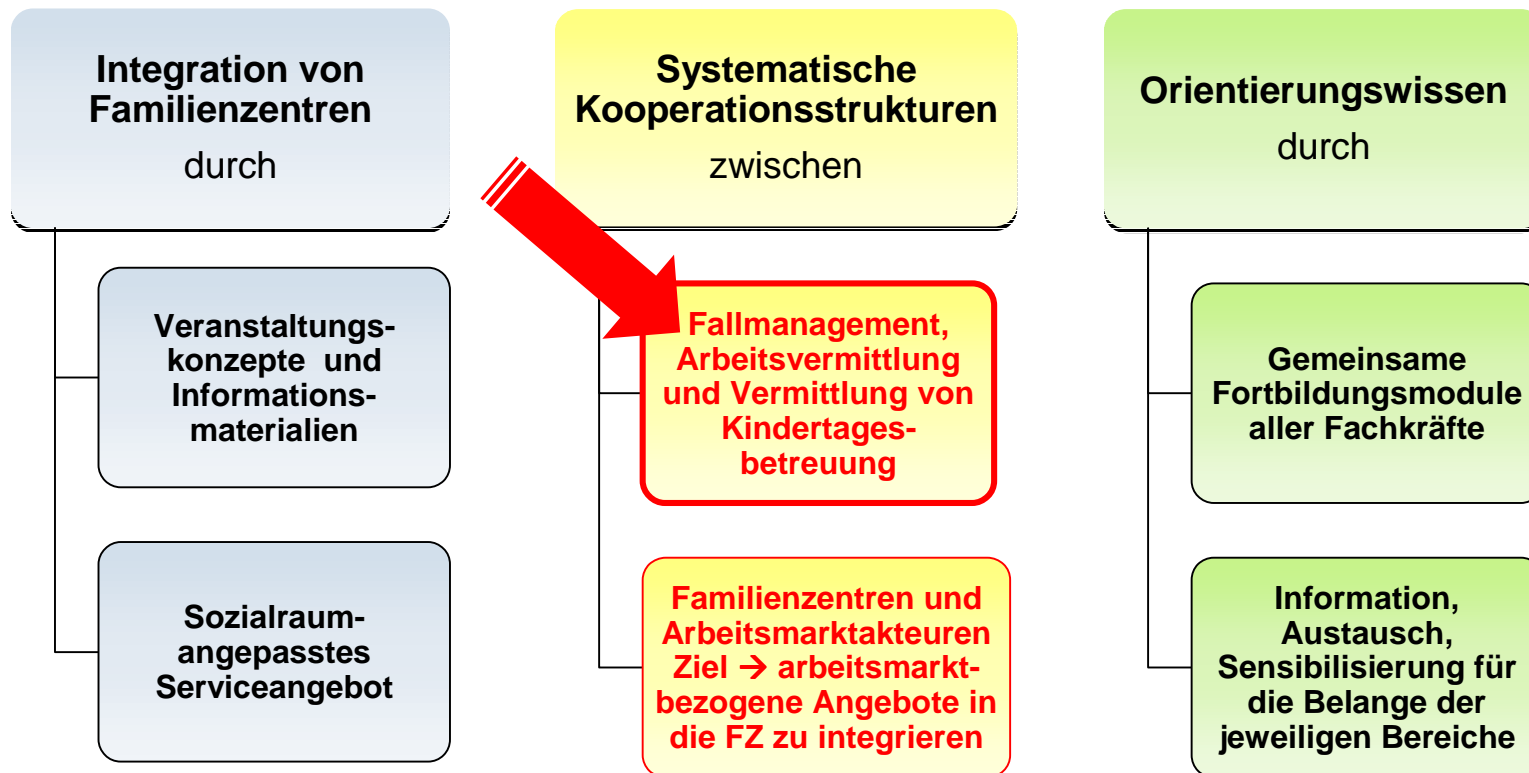 Integration von
Familienzentren
durch
Veranstaltungs-
konzepte und
Informations-
materialien
Sozialraum-
angepasstes
Serviceangebot
Systematische
Kooperationsstrukturen
zwischen
Fallmanagement,
Arbeitsvermittlung
und Vermittlung von
Kindertages-
betreuung
Familienzentren und
Arbeitsmarktakteuren
Ziel → arbeitsmarkt-
bezogene Angebote in
die FZ zu integrieren
Orientierungswissen
durch
Gemeinsame
Fortbildungsmodule
aller Fachkräfte
Information,
Austausch,
Sensibilisierung für
die Belange der
jeweiligen Bereiche